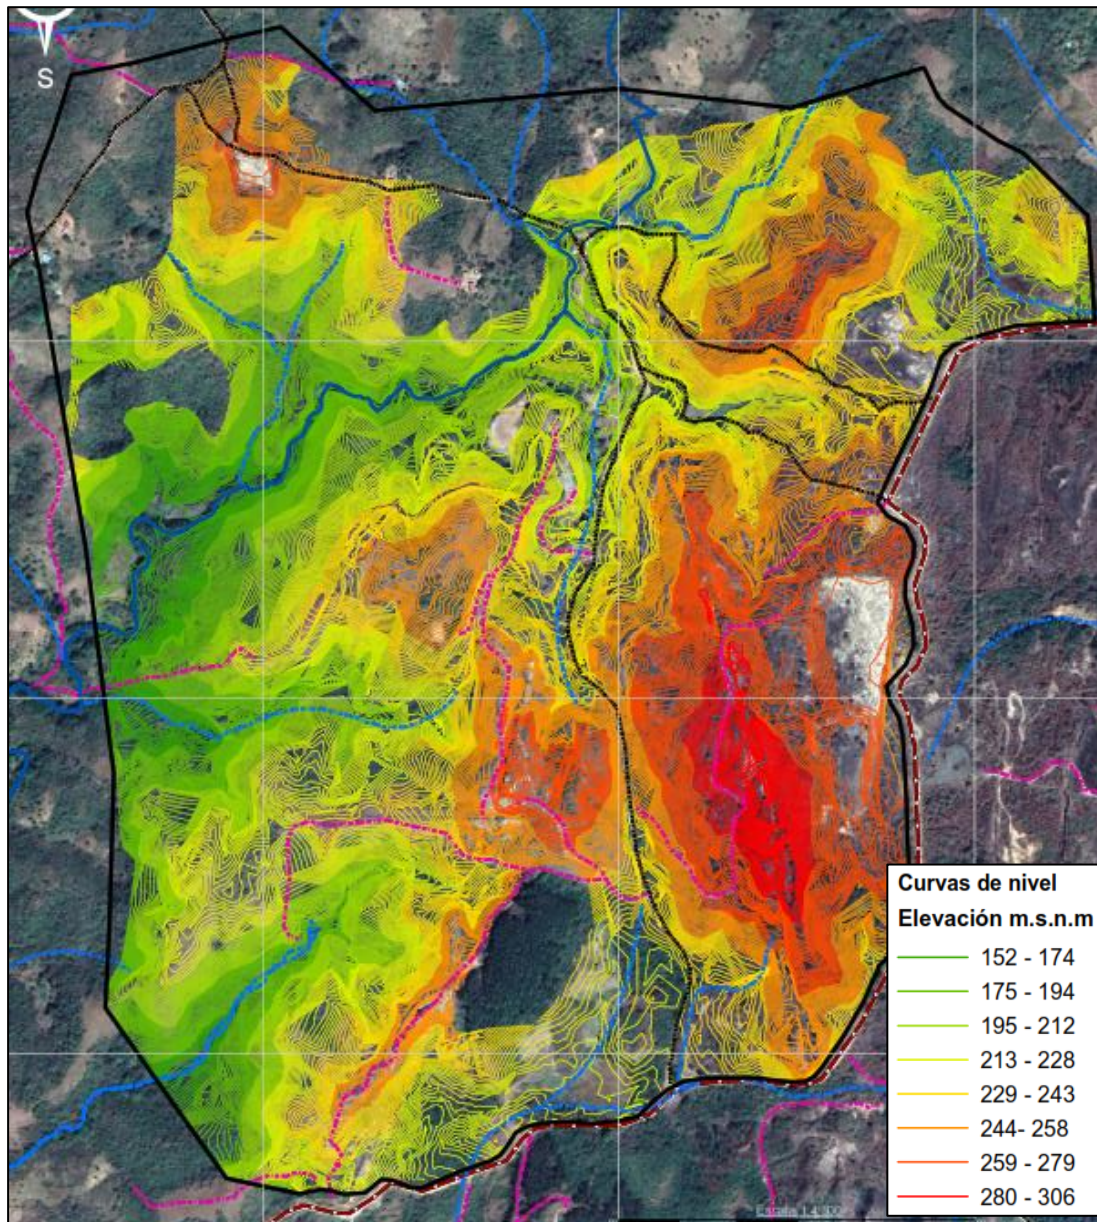 S
Curvas de nivel
Elevación m.s.n.m
152 - 174
175 - 194
195 - 212
213 - 228
229 - 243
244- 258
259 - 279
280 - 306